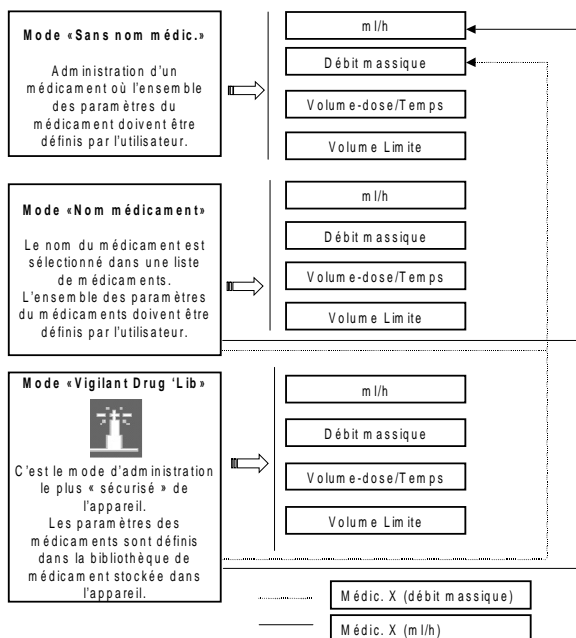 Mode «Sans nom médic.»
Administration d'un
médicament où l'ensemble
des paramètres du
médicament doivent être
définis par l'utilisateur.
ml/h
Débit massique
Volume-dose/Temps
Volume Limite
Mode «Nom médicament»
Le nom du médicament est
sélectionné dans une liste
de médicaments.
L'ensemble des paramètres
du médicaments doivent être
définis par l'utilisateur.
ml/h
Débit massique
Volume-dose/Temps
Volume Limite
Mode «Vigilant Drug 'Lib»
C'est le mode d'administration
le plus « sécurisé » de
l'appareil.
Les paramètres des
médicaments sont définis
dans la bibliothèque de
médicament stockée dans
l'appareil.
ml/h
Débit massique
Volume-dose/Temps
Volume Limite
Médic. X (débit massique)
Médic. X (ml/h)